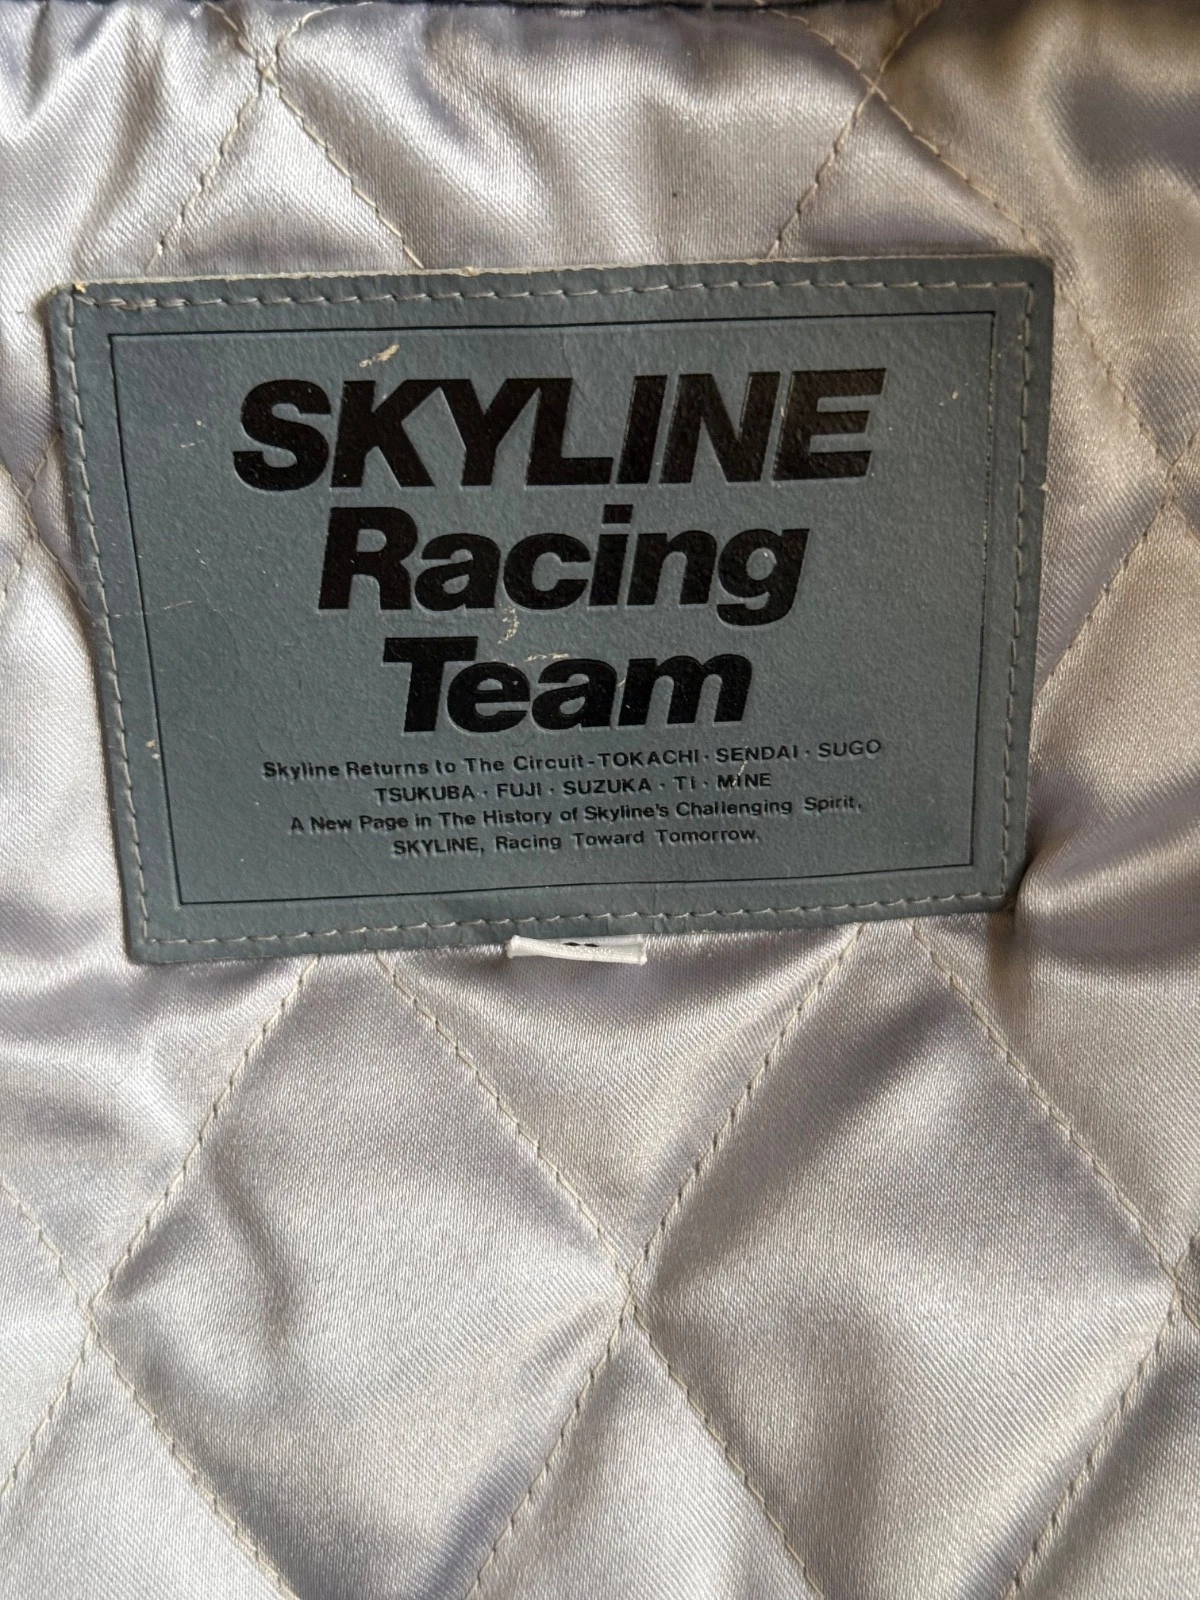 SKYLINE
Racing
Team
Skyline Returns to The Circuit-TOKACHI·SENDAI·SUGO
TSUKUBA·FUJI·SUZUKA·TI·MINE
A New Page in The History of Skyline's Challenging Spirit.
SKYLINE, Racing Toward Tomorrow.